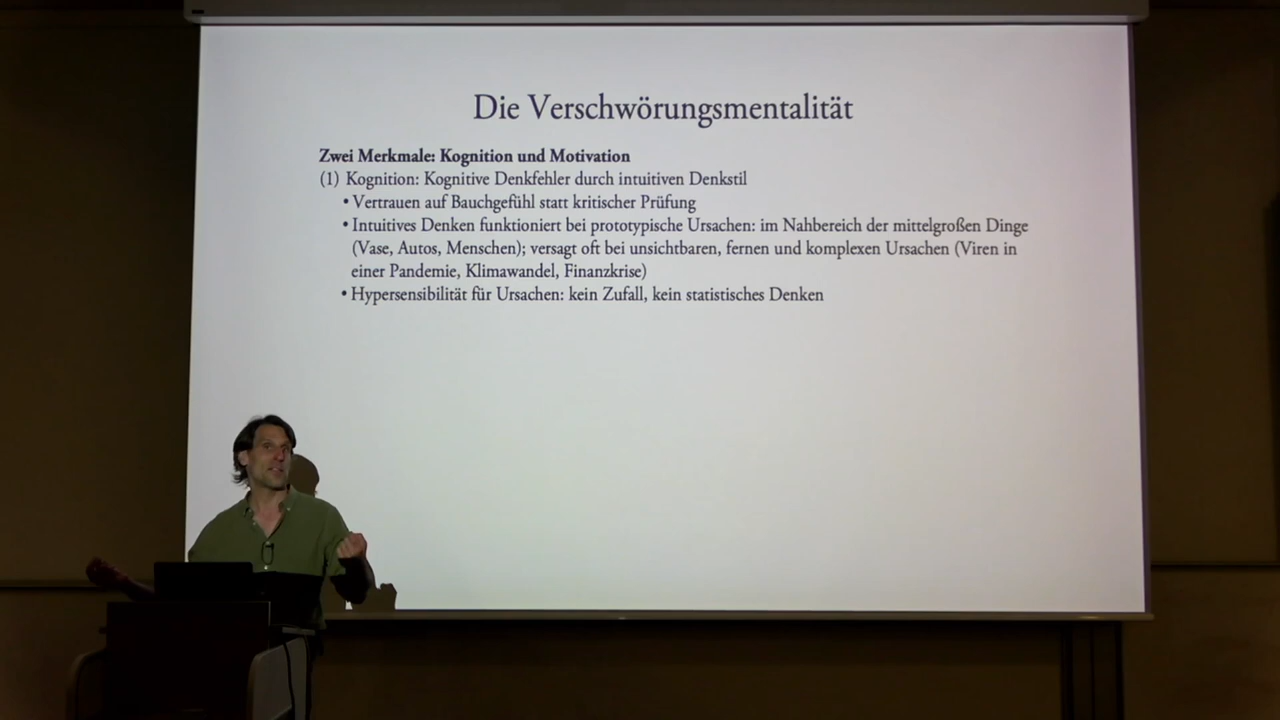 Die Verschwörungsmentalität
Zwei Merkmale: Kognition und Motivation
(1) Kognition: Kognitive Denkfehler durch intuitiven Denkstil
• Vertrauen auf Bauchgefühl statt kritischer Prüfung
• Intuitives Denken funktioniert bei prototypische Ursachen: im Nahbereich der mittelgroßen Dinge
(Vase, Autos, Menschen); versagt oft bei unsichtbaren, fernen und komplexen Ursachen (Viren in
einer Pandemie, Klimawandel, Finanzkrise)
• Hypersensibilität für Ursachen: kein Zufall, kein statistisches Denken